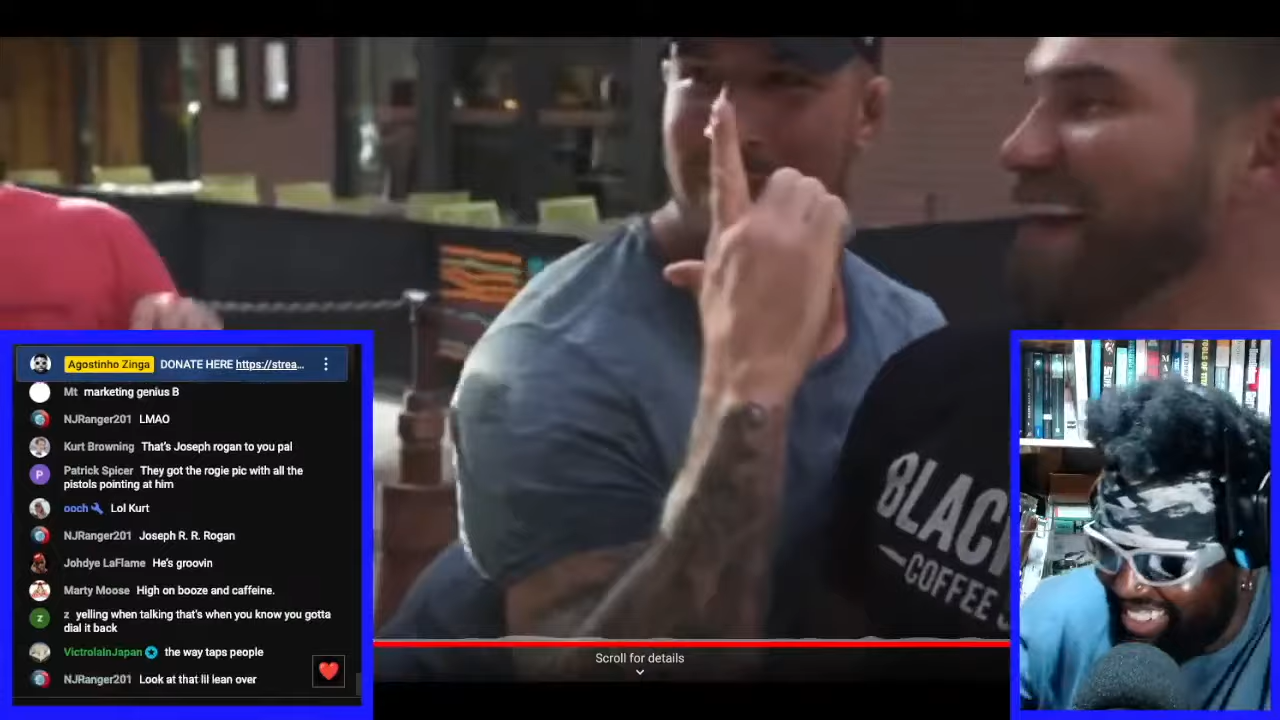 Agostinho Zinga DONATE HERE https://strea...
Mt marketing genius B
NJRanger201 LMAO
Kurt Browning That's Joseph rogan to you pal
Patrick Spicer They got the rogie pic with all the
pistols pointing at him
P
ooch Lol Kurt
NJRanger201 Joseph R. R. Rogan
Johdye LaFlame He's groovin
Marty Moose High on booze and caffeine.
z yelling when talking that's when you know you gotta
dial it back
z
VictrolaInJapan the way taps people
NJRanger201 Look at that lil lean over
BLAC
COFFEE
Scroll for details